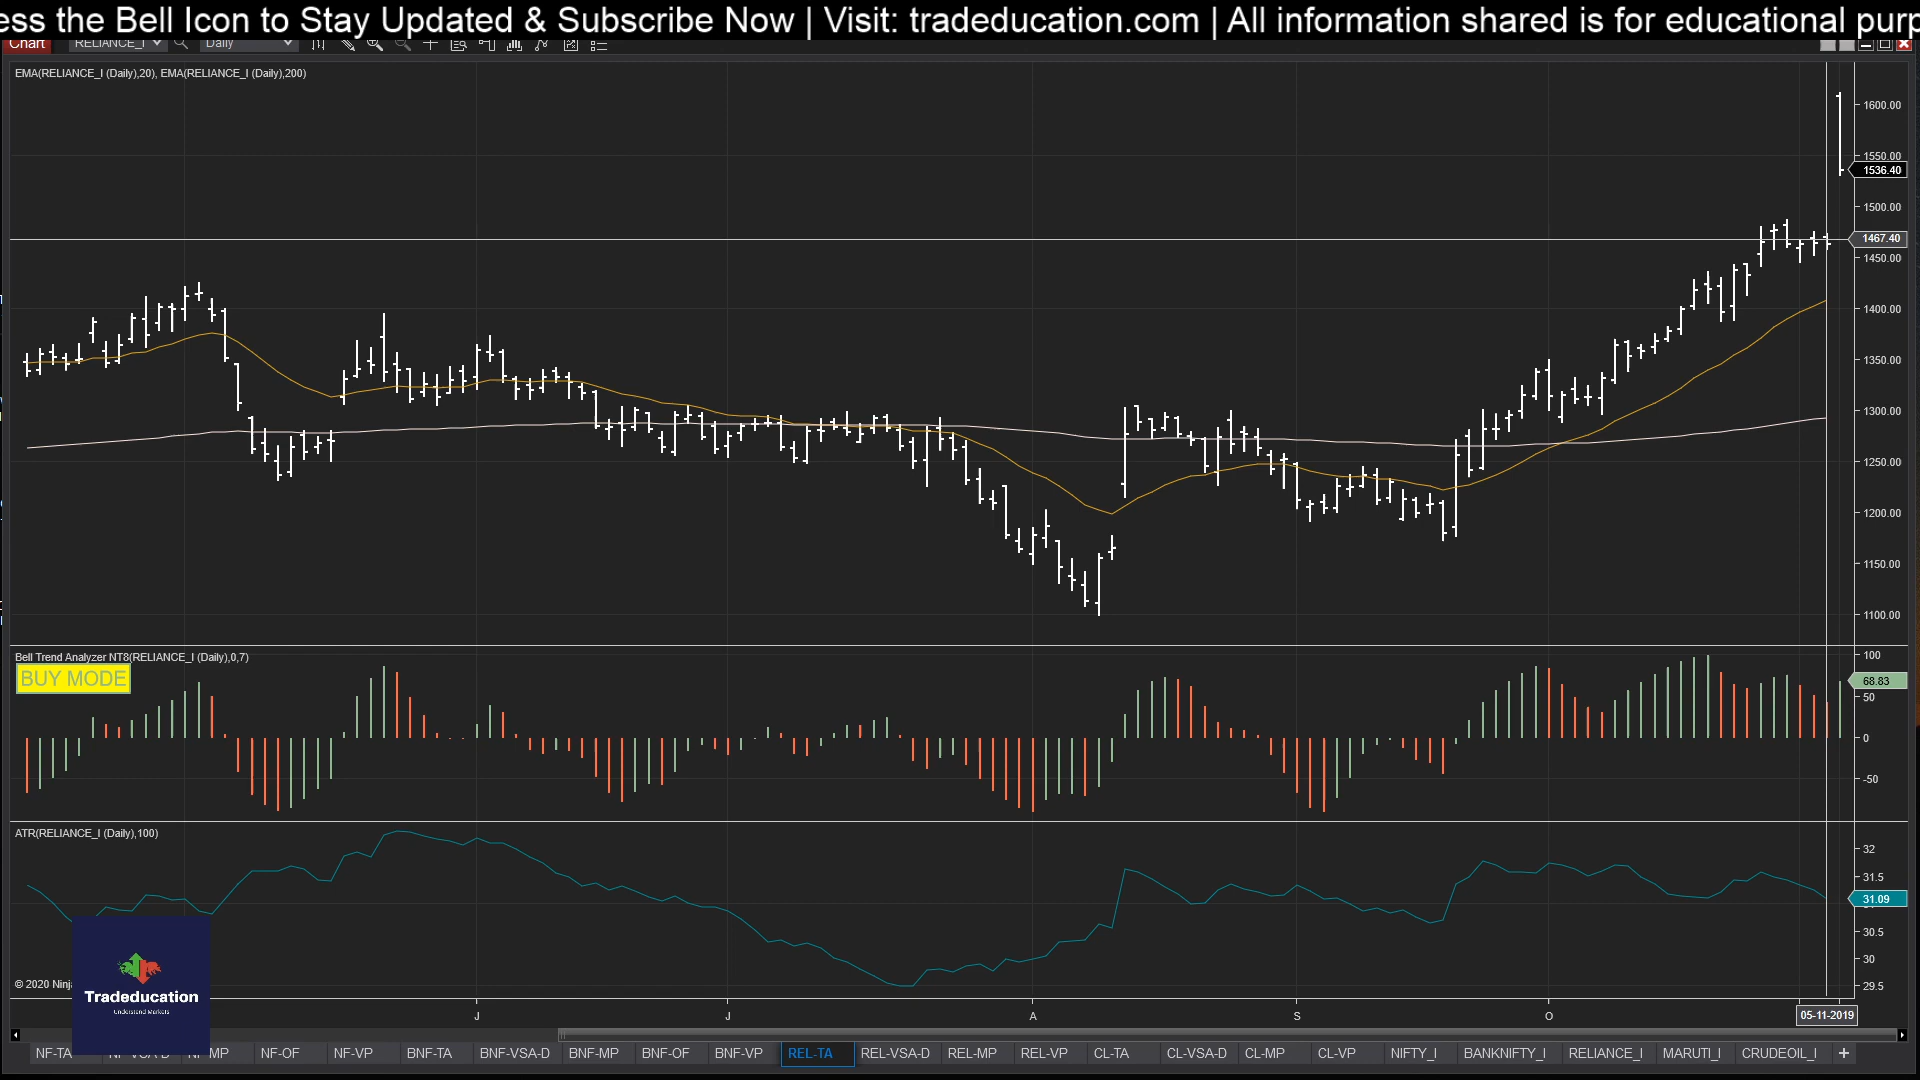 ess the Bell Icon to Stay Updated & Subscribe Now | Visit: tradeducation.com | All information shared is for educational purp
Chart RELIANCE_I Daily
EMA(RELIANCE_I (Daily),20), EMA(RELIANCE_I (Daily),200)
1600.00
1550.00
1536.40
1500.00
1467.40
1450.00
1400.00
1350.00
1300.00
1250.00
1200.00
1150.00
1100.00
Bell Trend Analyzer NT8(RELIANCE_I (Daily),0,7)
BUY MODE
100
68.83
50
0
-50
ATR(RELIANCE_I (Daily),100)
32
31.5
31.09
30.5
30
29.5
© 2020 Ninj
Tradeducation
Understand Markets
J J A S O 05-11-2019
NF-TA NF-VSA-D NF-MP NF-OF NF-VP BNF-TA BNF-VSA-D BNF-MP BNF-OF BNF-VP REL-TA REL-VSA-D REL-MP REL-VP CL-TA CL-VSA-D CL-MP CL-VP NIFTY_I BANKNIFTY_I RELIANCE_I MARUTI_I CRUDEOIL_I +